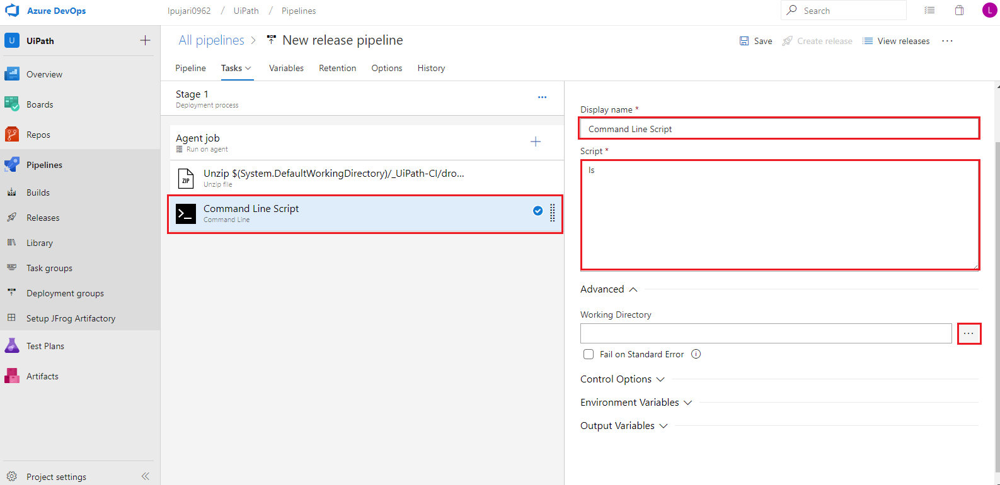 Azure DevOps
lpujari0962 / UiPath / Pipelines
Search
L
U UiPath
Overview
Boards
Repos
Pipelines
Builds
Releases
Library
Task groups
Deployment groups
Setup JFrog Artifactory
Test Plans
Artifacts
Project settings
All pipelines > New release pipeline
Save
Create release
View releases
Pipeline Tasks Variables Retention Options History
Stage 1
Deployment process
Agent job
Run on agent
ZIP
Unzip $(System.DefaultWorkingDirectory)/_UiPath-CI/dro...
Unzip file
Command Line Script
Command Line
Display name *
Command Line Script
Script *
ls
Advanced
Working Directory
Fail on Standard Error
Control Options
Environment Variables
Output Variables